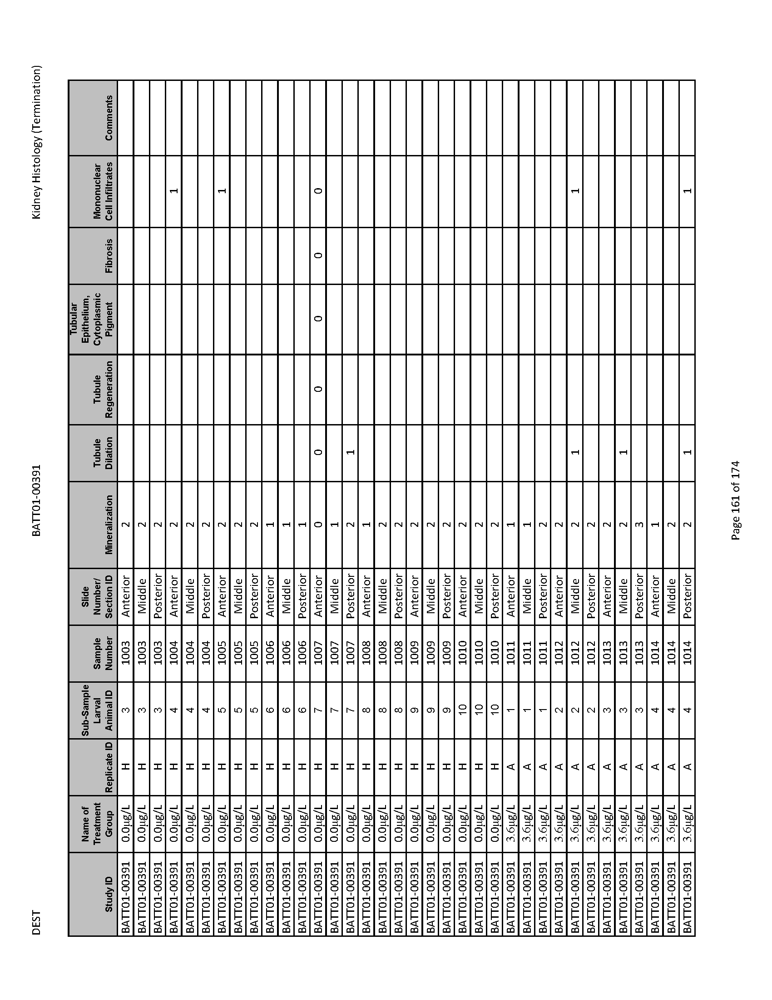 DEST BATT01-00391 Kidney Histology (Termination)
Study ID
Name of
Treatment
Group
Replicate ID
Sub-Sample
Larval
Animal ID
Sample
Number
Slide
Number/
Section ID
Mineralization
Tubule
Dilation
Tubule
Regeneration
Tubular
Epithelium,
Cytoplasmic
Pigment
Fibrosis
Mononuclear
Cell Infiltrates
Comments
BATT01-00391 0.0µg/L H 3 1003 Anterior 2
BATT01-00391 0.0µg/L H 3 1003 Middle 2
BATT01-00391 0.0µg/L H 3 1003 Posterior 2
BATT01-00391 0.0µg/L H 4 1004 Anterior 2 1
BATT01-00391 0.0µg/L H 4 1004 Middle 2
BATT01-00391 0.0µg/L H 4 1004 Posterior 2
BATT01-00391 0.0µg/L H 5 1005 Anterior 2 1
BATT01-00391 0.0µg/L H 5 1005 Middle 2
BATT01-00391 0.0µg/L H 5 1005 Posterior 2
BATT01-00391 0.0µg/L H 6 1006 Anterior 1
BATT01-00391 0.0µg/L H 6 1006 Middle 1
BATT01-00391 0.0µg/L H 6 1006 Posterior 1
BATT01-00391 0.0µg/L H 7 1007 Anterior 0 0 0 0 0 0
BATT01-00391 0.0µg/L H 7 1007 Middle 1
BATT01-00391 0.0µg/L H 7 1007 Posterior 2 1
BATT01-00391 0.0µg/L H 8 1008 Anterior 1
BATT01-00391 0.0µg/L H 8 1008 Middle 2
BATT01-00391 0.0µg/L H 8 1008 Posterior 2
BATT01-00391 0.0µg/L H 9 1009 Anterior 2
BATT01-00391 0.0µg/L H 9 1009 Middle 2
BATT01-00391 0.0µg/L H 9 1009 Posterior 2
BATT01-00391 0.0µg/L H 10 1010 Anterior 2
BATT01-00391 0.0µg/L H 10 1010 Middle 2
BATT01-00391 0.0µg/L H 10 1010 Posterior 2
BATT01-00391 3.6µg/L A 1 1011 Anterior 1
BATT01-00391 3.6µg/L A 1 1011 Middle 1
BATT01-00391 3.6µg/L A 1 1011 Posterior 2
BATT01-00391 3.6µg/L A 2 1012 Anterior 2
BATT01-00391 3.6µg/L A 2 1012 Middle 2 1 1
BATT01-00391 3.6µg/L A 2 1012 Posterior 2
BATT01-00391 3.6µg/L A 3 1013 Anterior 2
BATT01-00391 3.6µg/L A 3 1013 Middle 2 1
BATT01-00391 3.6µg/L A 3 1013 Posterior 3
BATT01-00391 3.6µg/L A 4 1014 Anterior 1
BATT01-00391 3.6µg/L A 4 1014 Middle 2
BATT01-00391 3.6µg/L A 4 1014 Posterior 2 1 1
Page 161 of 174